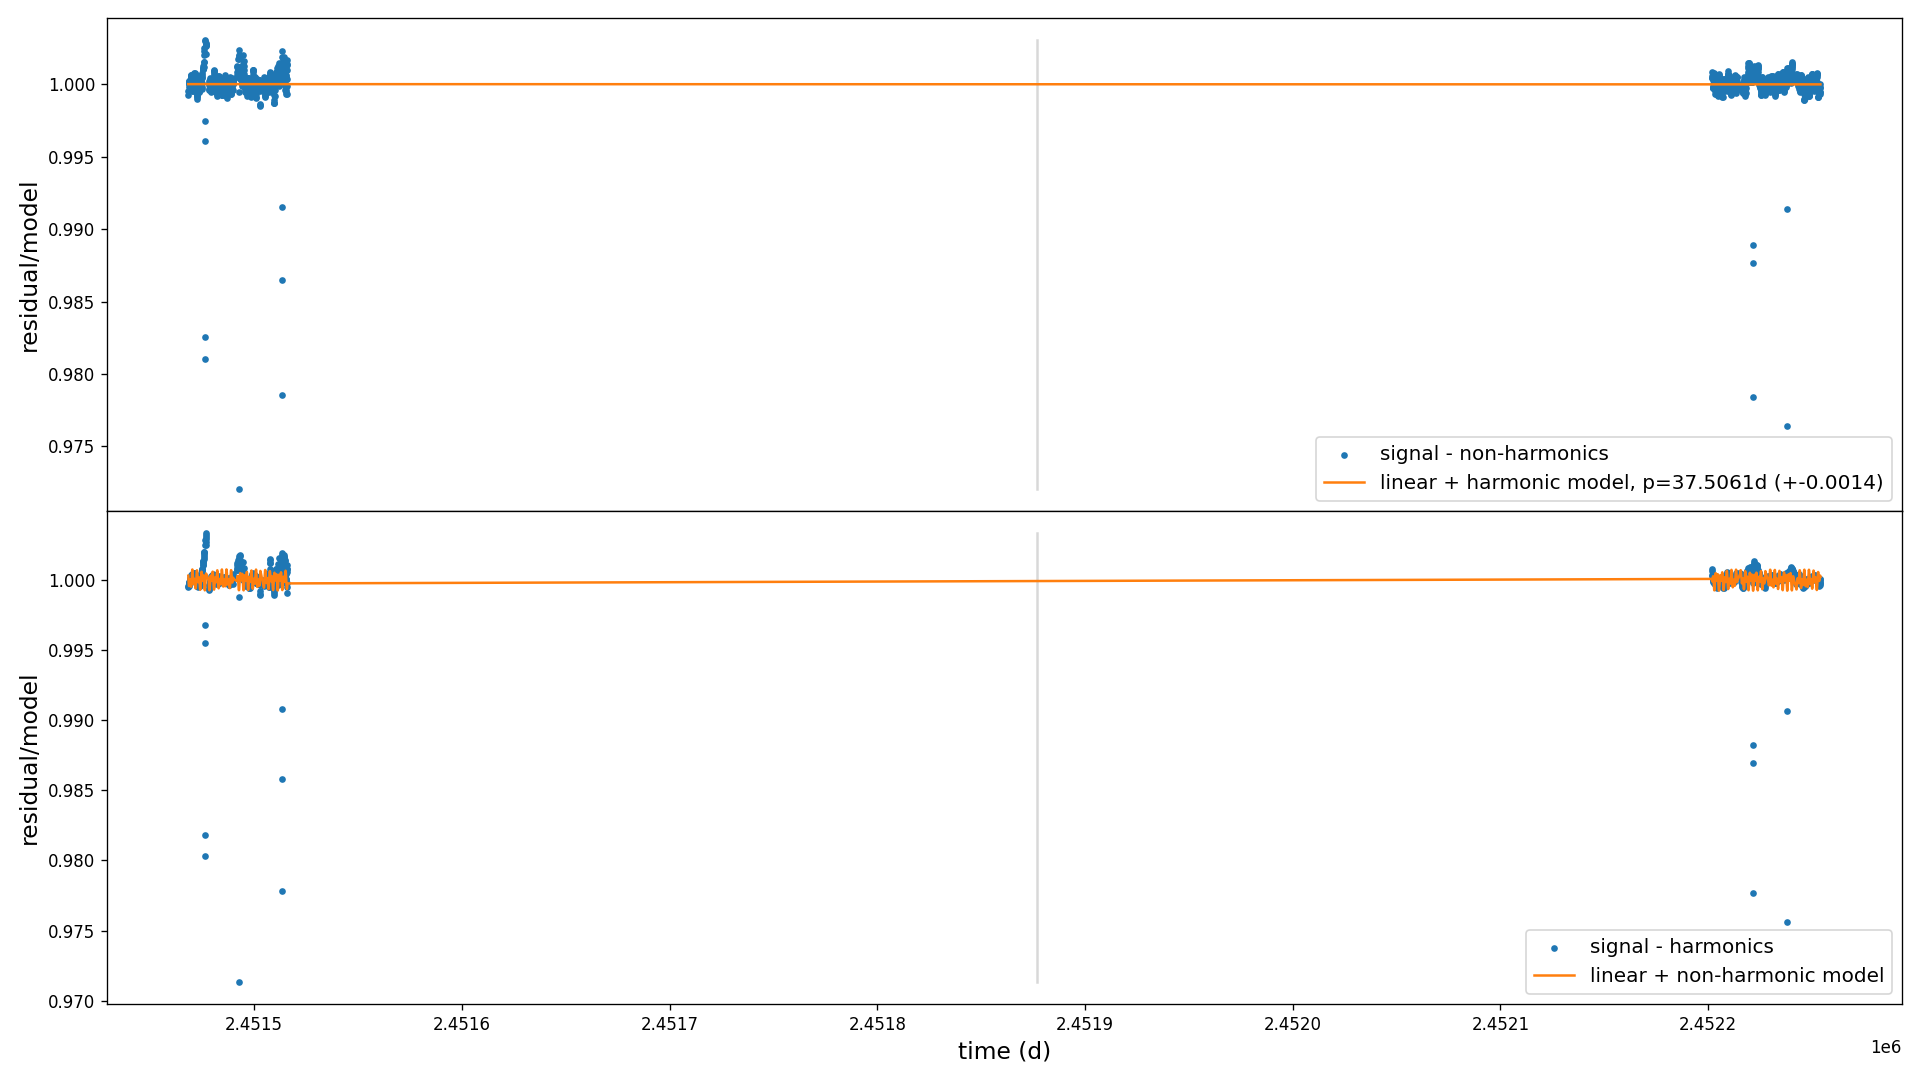 residual/model
1.000
0.995
0.990
0.985
0.980
0.975
signal - non-harmonics
linear + harmonic model, p=37.5061d (+-0.0014)
residual/model
1.000
0.995
0.990
0.985
0.980
0.975
0.970
signal - harmonics
linear + non-harmonic model
2.4515 2.4516 2.4517 2.4518 2.4519 2.4520 2.4521 2.4522
1e6
time (d)